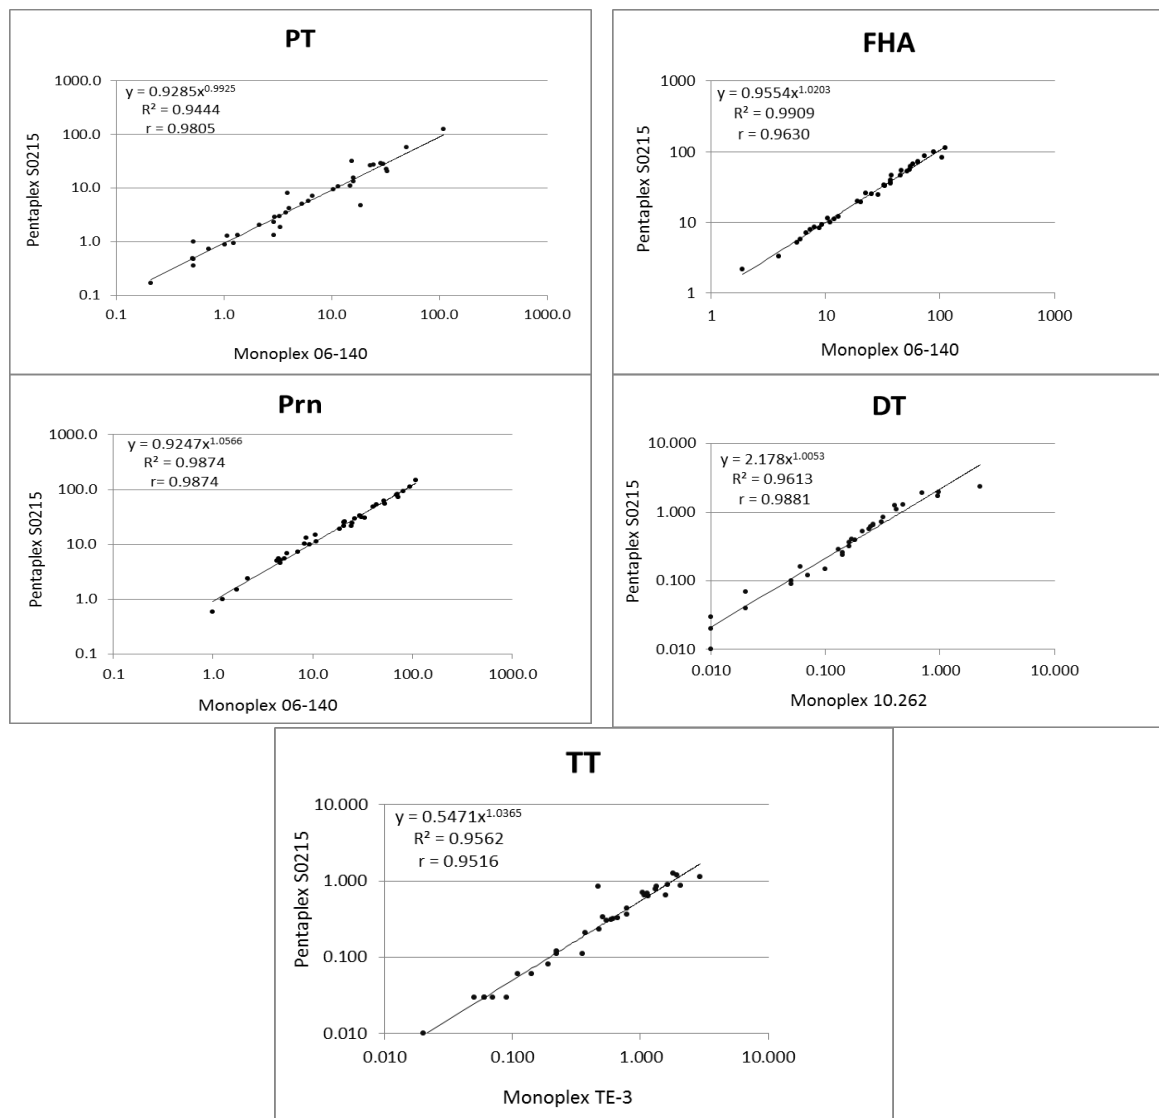 PT
y = 0.9285x^0.9925
R² = 0.9444
r = 0.9805
1000.0
100.0
10.0
1.0
0.1
Pentaplex S0215
0.1 1.0 10.0 100.0 1000.0
Monoplex 06-140
FHA
y = 0.9554x^1.0203
R² = 0.9909
r = 0.9630
1000
100
10
1
Pentaplex S0215
1 10 100 1000
Monoplex 06-140
Prn
y = 0.9247x^1.0566
R² = 0.9874
r= 0.9874
1000.0
100.0
10.0
1.0
0.1
Pentaplex S0215
0.1 1.0 10.0 100.0 1000.0
Monoplex 06-140
DT
y = 2.178x^1.0053
R² = 0.9613
r = 0.9881
10.000
1.000
0.100
0.010
Pentaplex S0215
0.010 0.100 1.000 10.000
Monoplex 10.262
TT
y = 0.5471x^1.0365
R² = 0.9562
r = 0.9516
10.000
1.000
0.100
0.010
Pentaplex S0215
0.010 0.100 1.000 10.000
Monoplex TE-3